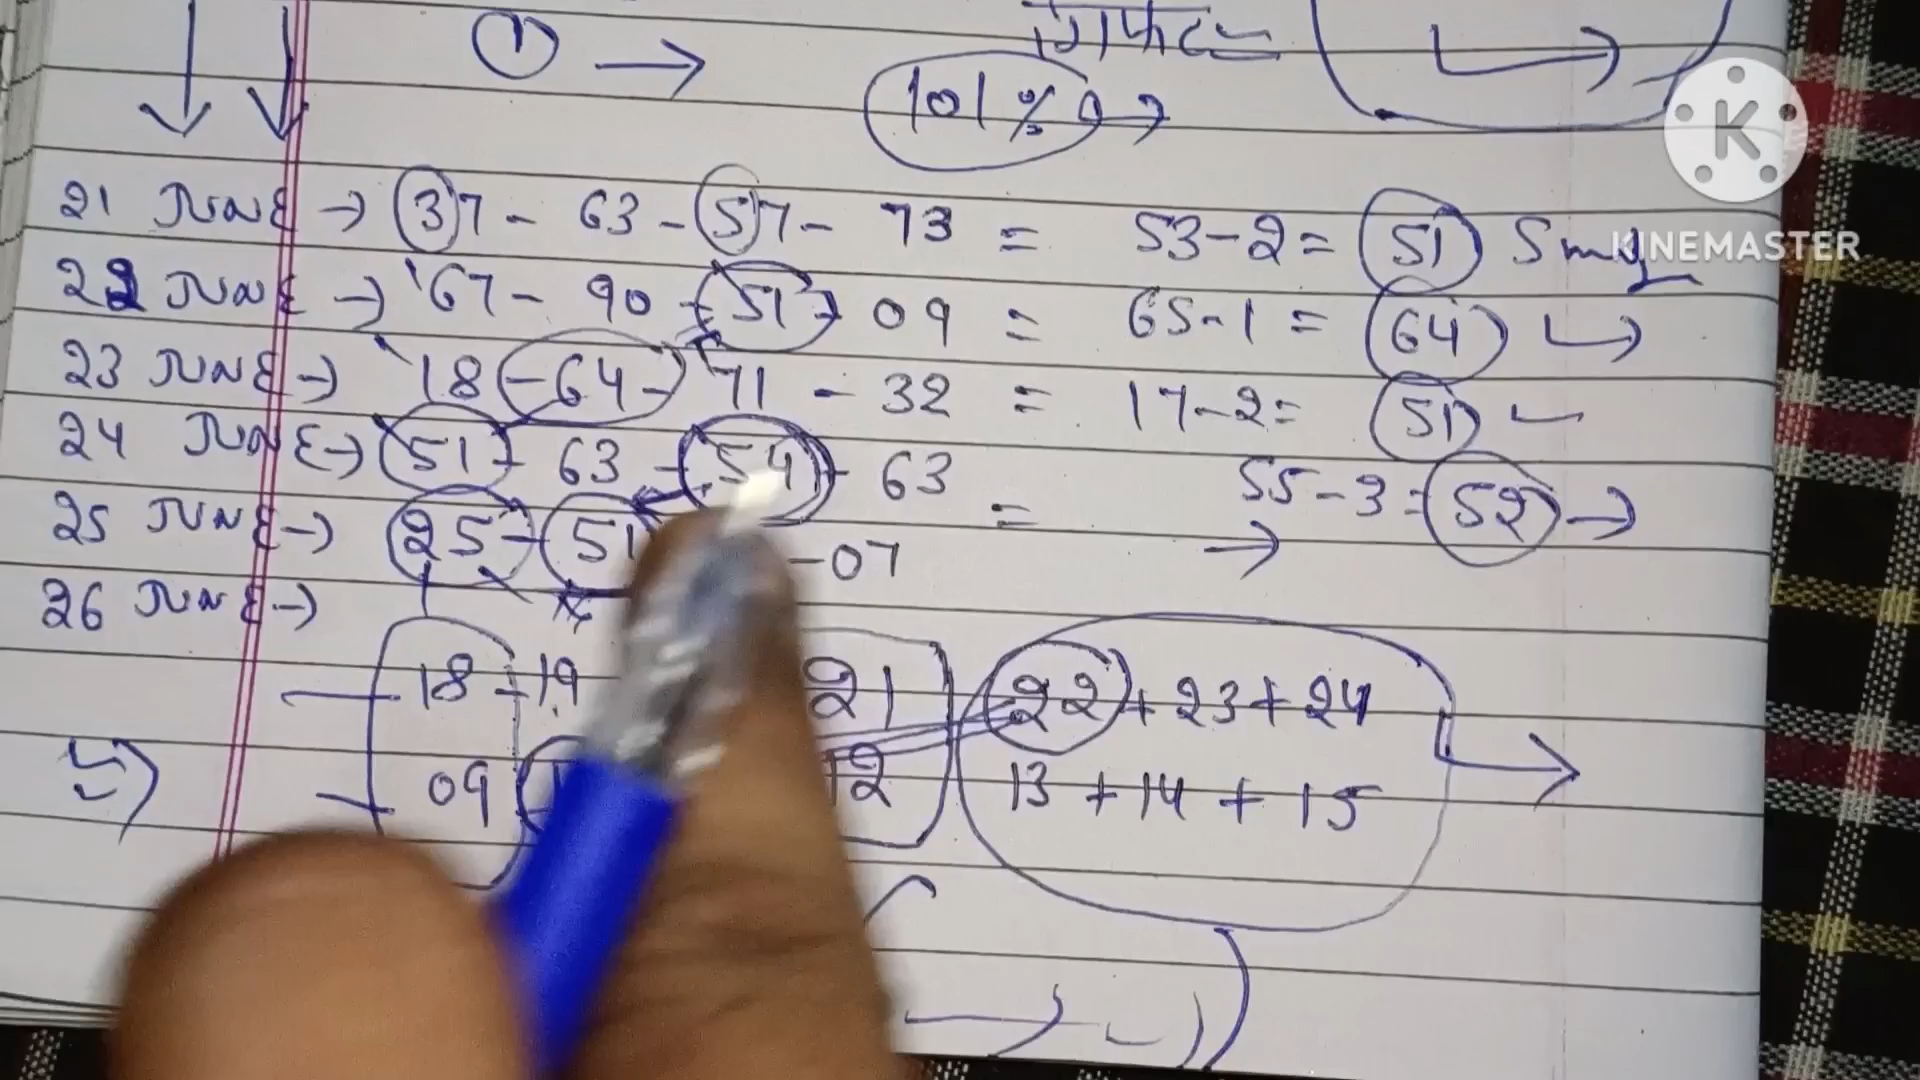 1 →
101% →
K
KINEMASTER
21 JUNE → 37 - 63 - 57 - 73 = 53-2 = 51
22 JUNE → 67 - 90 - 51 - 09 = 65-1 = 64
23 JUNE → 18 - 64 - 71 - 32 = 17-2= 51
24 JUNE → 51 - 63 - 54 - 63 = 55-3 = 52 →
25 JUNE → 25 - 51 - 07 →
26 JUNE →
18 - 19 21 22 + 23 + 24
09 12 13 + 14 + 15